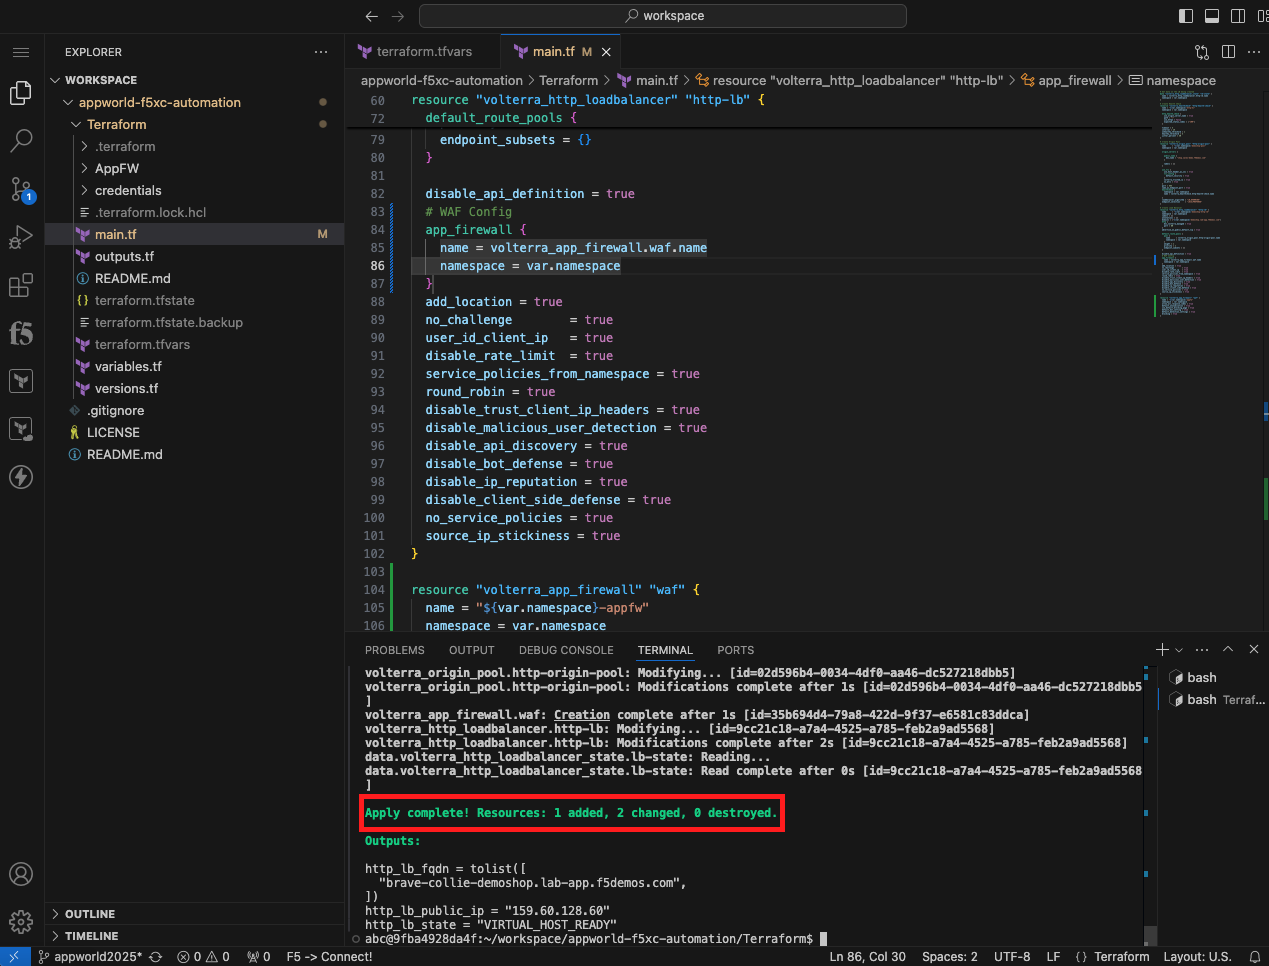 workspace
EXPLORER
WORKSPACE
appworld-f5xc-automation
Terraform
.terraform
AppFW
credentials
.terraform.lock.hcl
main.tf M
outputs.tf
README.md
terraform.tfstate
terraform.tfstate.backup
terraform.tfvars
variables.tf
versions.tf
.gitignore
LICENSE
README.md
OUTLINE
TIMELINE
1
f5
terraform.tfvars
main.tf M
appworld-f5xc-automation > Terraform > main.tf > resource "volterra_http_loadbalancer" "http-lb" > app_firewall > namespace
60 resource "volterra_http_loadbalancer" "http-lb" {
72 default_route_pools {
79 endpoint_subsets = {}
80 }
81
82 disable_api_definition = true
83 # WAF Config
84 app_firewall {
85 name = volterra_app_firewall.waf.name
86 namespace = var.namespace
87 }
88 add_location = true
89 no_challenge = true
90 user_id_client_ip = true
91 disable_rate_limit = true
92 service_policies_from_namespace = true
93 round_robin = true
94 disable_trust_client_ip_headers = true
95 disable_malicious_user_detection = true
96 disable_api_discovery = true
97 disable_bot_defense = true
98 disable_ip_reputation = true
99 disable_client_side_defense = true
100 no_service_policies = true
101 source_ip_stickiness = true
102 }
103
104 resource "volterra_app_firewall" "waf" {
105 name = "${var.namespace}-appfw"
106 namespace = var.namespace
PROBLEMS OUTPUT DEBUG CONSOLE TERMINAL PORTS
volterra_origin_pool.http-origin-pool: Modifying... [id=02d596b4-0034-4df0-aa46-dc527218dbb5]
volterra_origin_pool.http-origin-pool: Modifications complete after 1s [id=02d596b4-0034-4df0-aa46-dc527218dbb5
]
volterra_app_firewall.waf: Creation complete after 1s [id=35b694d4-79a8-422d-9f37-e6581c83ddca]
volterra_http_loadbalancer.http-lb: Modifying... [id=9cc21c18-a7a4-4525-a785-feb2a9ad5568]
volterra_http_loadbalancer.http-lb: Modifications complete after 2s [id=9cc21c18-a7a4-4525-a785-feb2a9ad5568]
data.volterra_http_loadbalancer_state.lb-state: Reading...
data.volterra_http_loadbalancer_state.lb-state: Read complete after 0s [id=9cc21c18-a7a4-4525-a785-feb2a9ad5568
]
Apply complete! Resources: 1 added, 2 changed, 0 destroyed.
Outputs:
http_lb_fqdn = tolist([
"brave-collie-demoshop.lab-app.f5demos.com",
])
http_lb_public_ip = "159.60.128.60"
http_lb_state = "VIRTUAL_HOST_READY"
abc@9fba4928da4f:~/workspace/appworld-f5xc-automation/Terraform$
bash
bash Terraf...
appworld2025* 0 0 0 F5 -> Connect! Ln 86, Col 30 Spaces: 2 UTF-8 LF {} Terraform Layout: U.S.